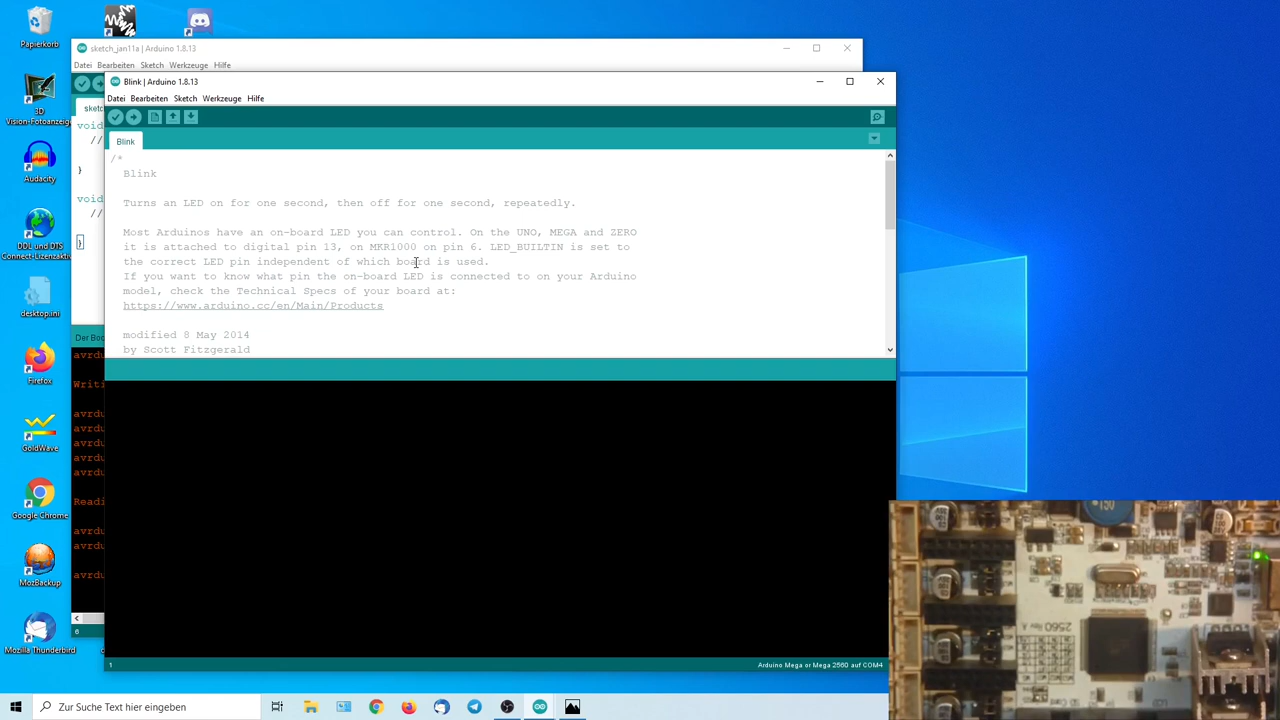 Papierkorb
sketch_jan11a | Arduino 1.8.13
Datei Bearbeiten Sketch Werkzeuge Hilfe
3D
Vision-Fotoanzeige
Audacity
DDL und DTS
Connect-Lizenzaktiv
desktop.ini
Firefox
GoldWave
Google Chrome
MozBackup
Mozilla Thunderbird
void
//
}
void
//
}
avrdu
Writi
avrdu
avrdu
avrdu
avrdu
avrdu
Readi
avrdu
avrdu
avrdu
6
Blink | Arduino 1.8.13
Datei Bearbeiten Sketch Werkzeuge Hilfe
Blink
/*
Blink
Turns an LED on for one second, then off for one second, repeatedly.
Most Arduinos have an on-board LED you can control. On the UNO, MEGA and ZERO
it is attached to digital pin 13, on MKR1000 on pin 6. LED_BUILTIN is set to
the correct LED pin independent of which board is used.
If you want to know what pin the on-board LED is connected to on your Arduino
model, check the Technical Specs of your board at:
https://www.arduino.cc/en/Main/Products
modified 8 May 2014
by Scott Fitzgerald
1
Arduino Mega or Mega 2560 auf COM4
Zur Suche Text hier eingeben
2560 Rev A
150